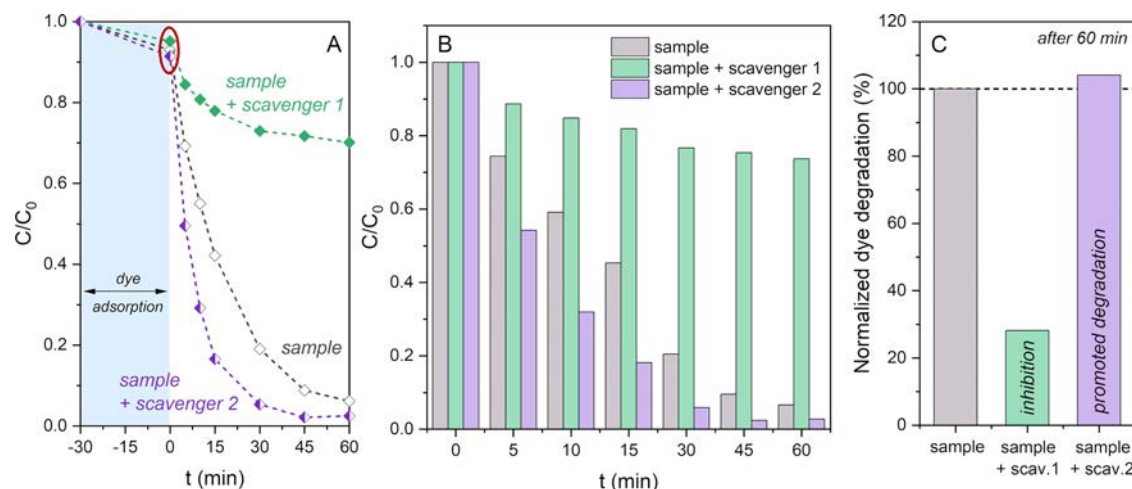 A
C/C0
1.0
0.8
0.6
0.4
0.2
0.0
sample
+ scavenger 1
dye
adsorption
sample
sample
+ scavenger 2
-30 -15 0 15 30 45 60
t (min)
B
sample
sample + scavenger 1
sample + scavenger 2
C/C0
1.0
0.8
0.6
0.4
0.2
0.0
0 5 10 15 30 45 60
t (min)
C
after 60 min
Normalized dye degradation (%)
120
100
80
60
40
20
0
inhibition
promoted degradation
sample sample sample
+ scav.1 + scav.2